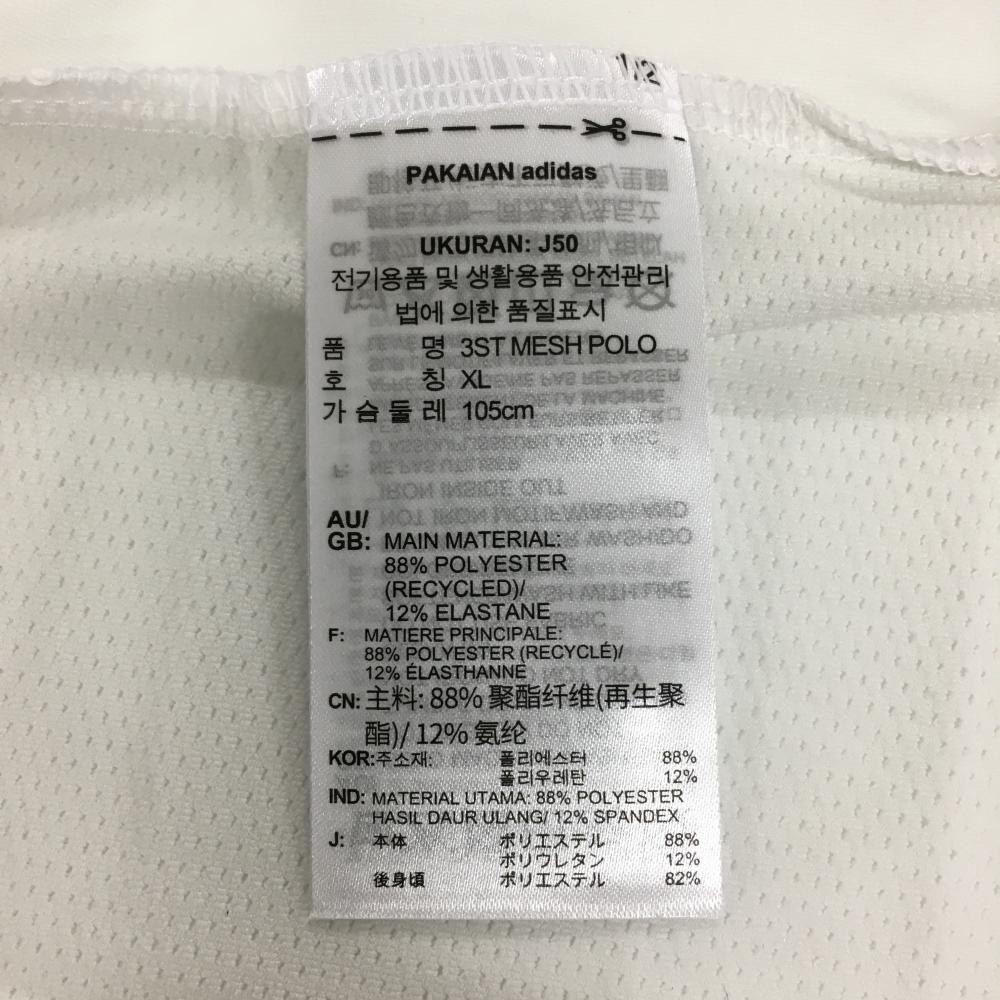 1/2
PAKAIAN adidas
UKURAN: J50
전기용품 및 생활용품 안전관리
법에 의한 품질표시
품 명 3ST MESH POLO
호 칭 XL
가 슴 둘 레 105cm
AU/
GB: MAIN MATERIAL:
88% POLYESTER
(RECYCLED)/
12% ELASTANE
F: MATIERE PRINCIPALE:
88% POLYESTER (RECYCLÉ)/
12% ÉLASTHANNE
CN: 主料: 88% 聚酯纤维(再生聚
酯)/ 12% 氨纶
KOR: 주소재: 폴리에스터 88%
폴리우레탄 12%
IND: MATERIAL UTAMA: 88% POLYESTER
HASIL DAUR ULANG/ 12% SPANDEX
J: 本体 ポリエステル 88%
ポリウレタン 12%
後身頃 ポリエステル 82%